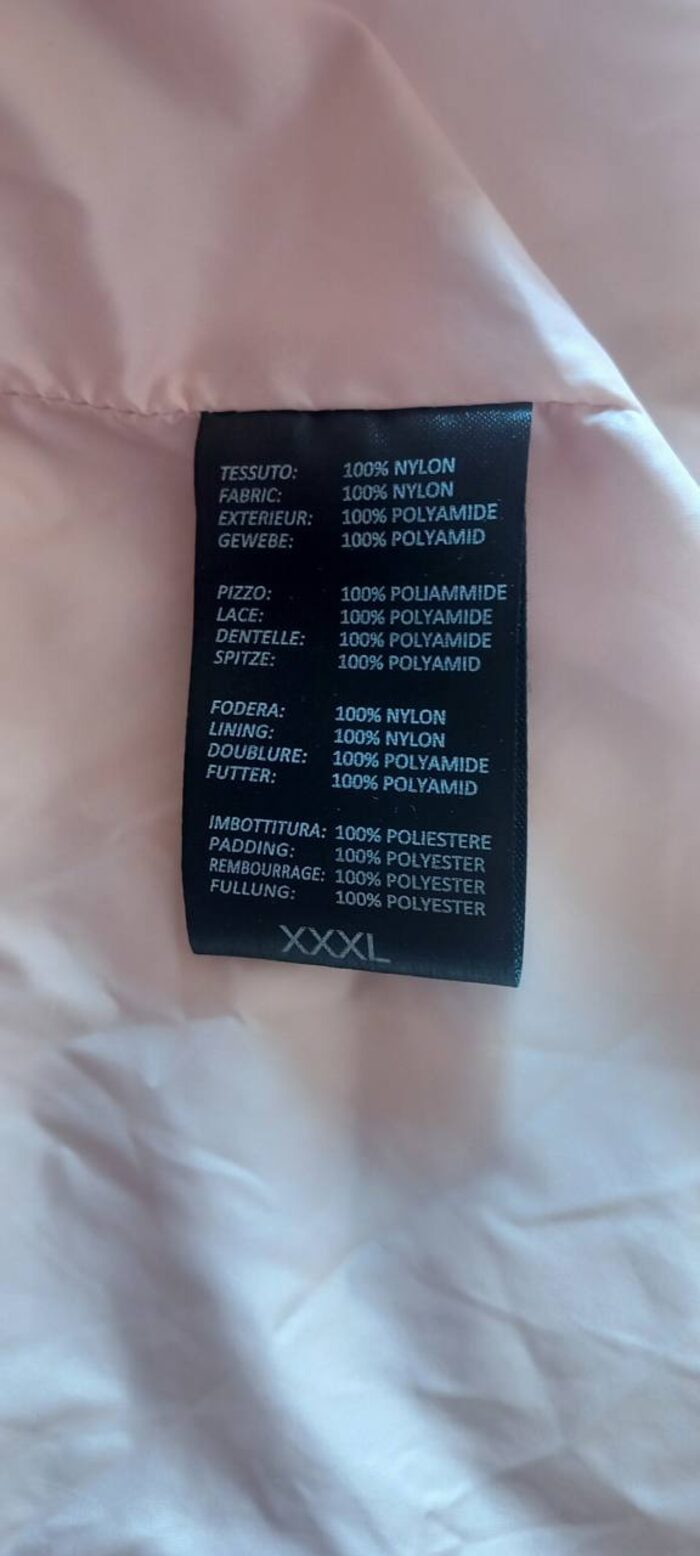 TESSUTO: 100% NYLON
FABRIC: 100% NYLON
EXTERIEUR: 100% POLYAMIDE
GEWEBE: 100% POLYAMID
PIZZO: 100% POLIAMMIDE
LACE: 100% POLYAMIDE
DENTELLE: 100% POLYAMIDE
SPITZE: 100% POLYAMID
FODERA: 100% NYLON
LINING: 100% NYLON
DOUBLURE: 100% POLYAMIDE
FUTTER: 100% POLYAMID
IMBOTTITURA: 100% POLIESTERE
PADDING: 100% POLYESTER
REMBOURRAGE: 100% POLYESTER
FULLUNG: 100% POLYESTER
XXXL